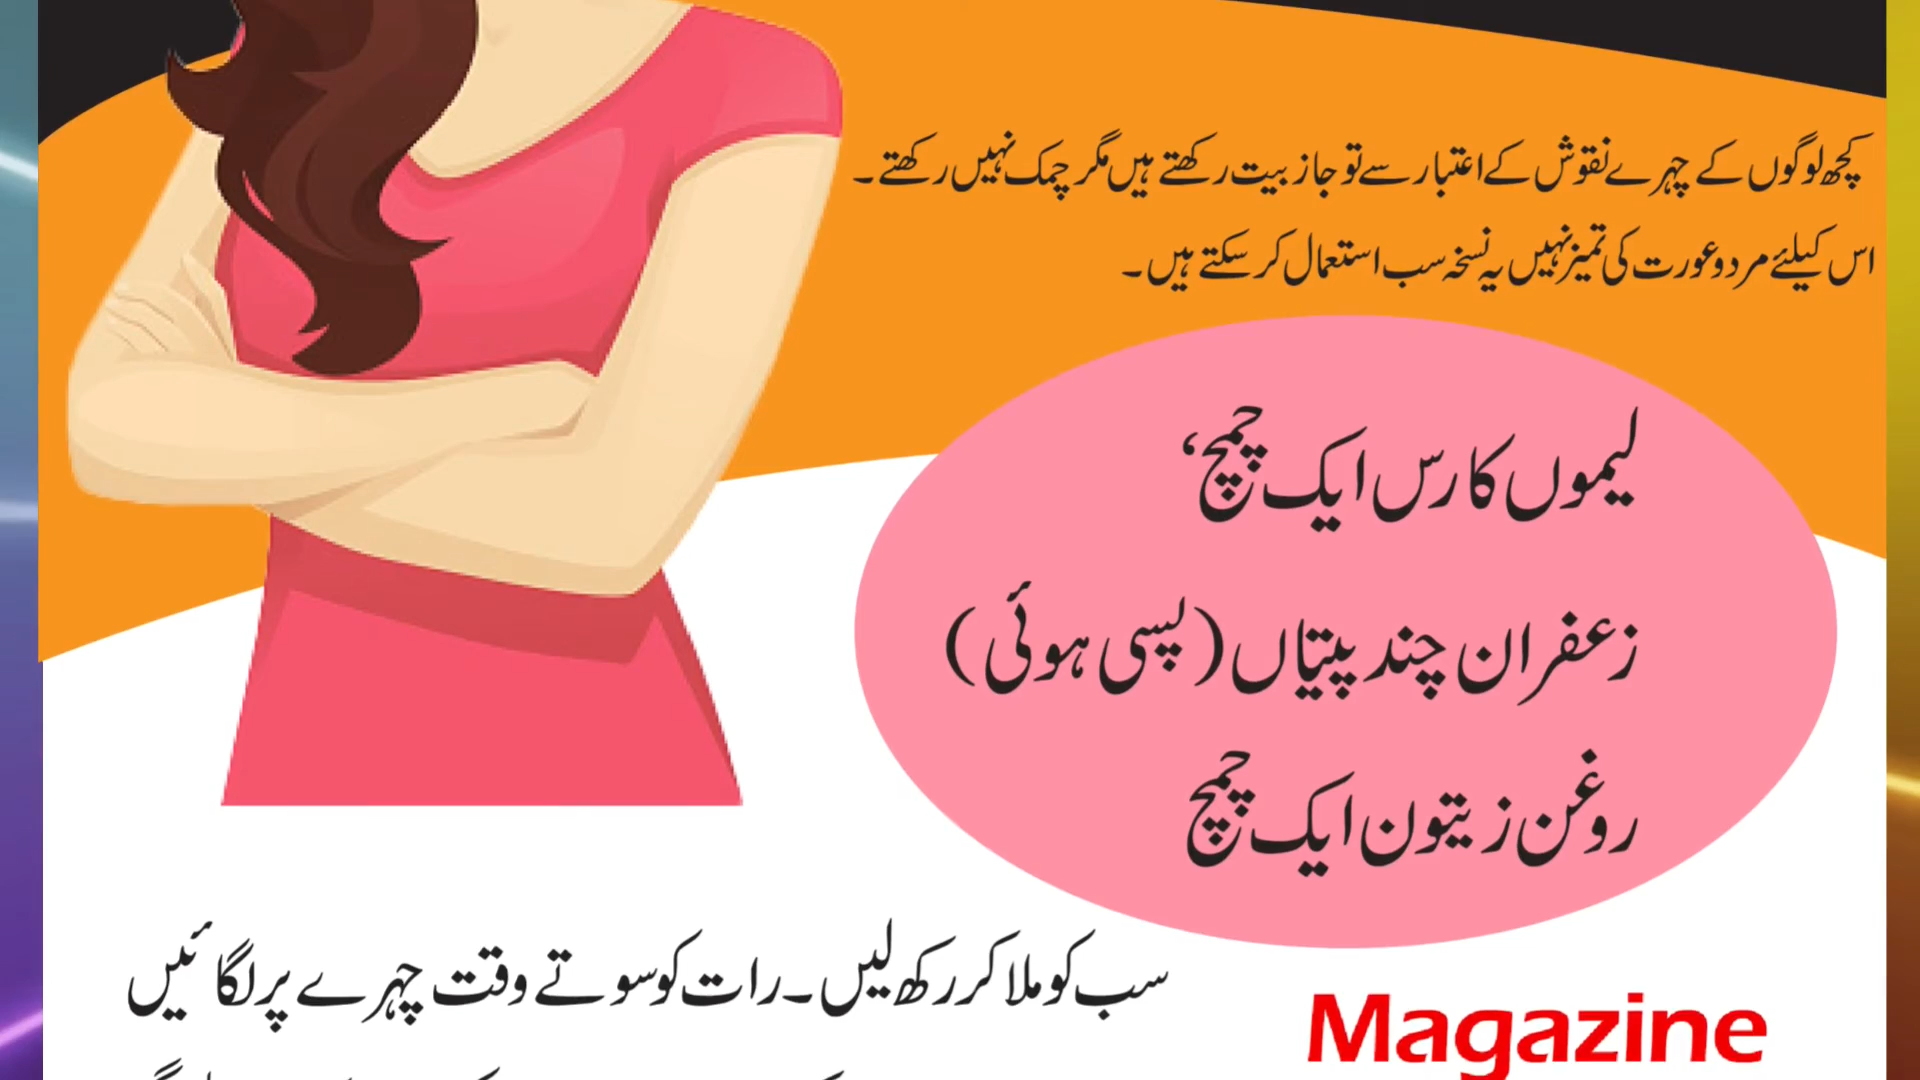 کچھ لوگوں کے چہرے نقوش کے اعتبار سے تو جازبیت رکھتے ہیں مگر چمک نہیں رکھتے۔
اس کیلئے مرد و عورت کی تمیز نہیں یہ نسخہ سب استعمال کر سکتے ہیں۔
لیموں کا رس ایک چمچ،
زعفران چند پتیاں (پسی ہوئی)
روغن زیتون ایک چمچ
سب کو ملا کر رکھ لیں۔ رات کو سوتے وقت چہرے پر لگائیں
Magazine